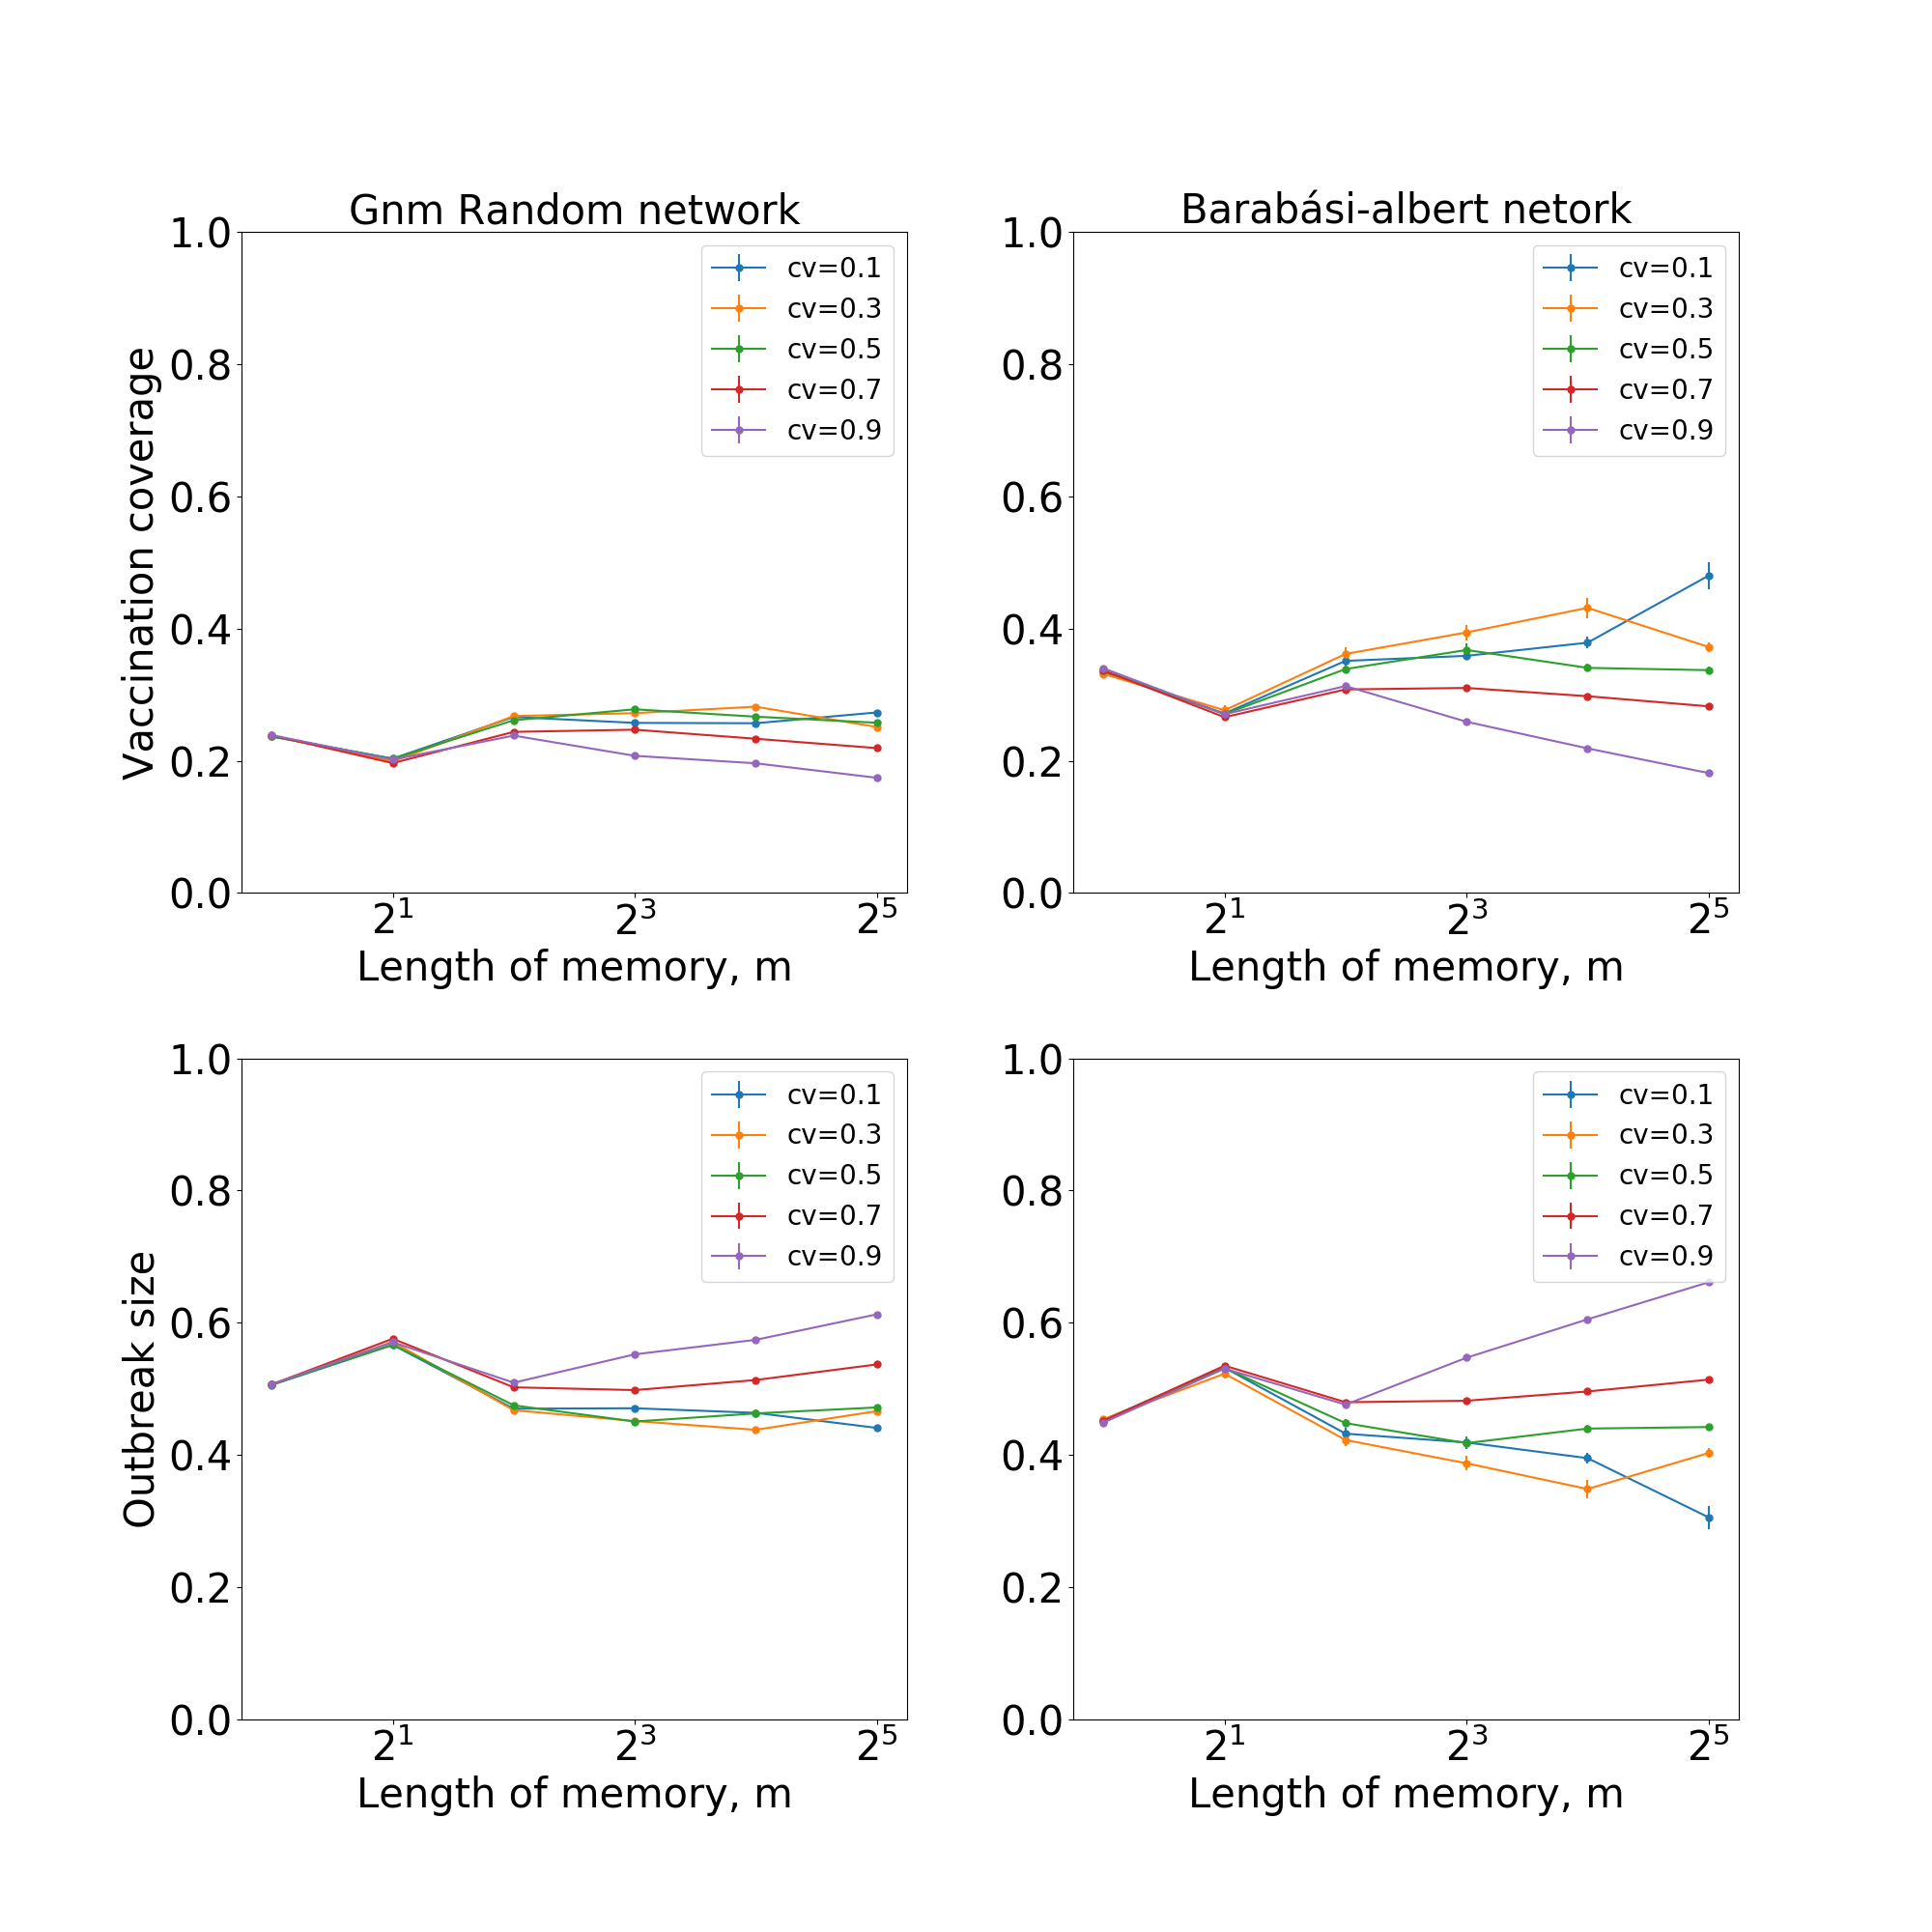 Gnm Random network
Barabási-albert netork
Vaccination coverage
1.0
0.8
0.6
0.4
0.2
0.0
cv=0.1
cv=0.3
cv=0.5
cv=0.7
cv=0.9
2^1 2^3 2^5
Length of memory, m
1.0
0.8
0.6
0.4
0.2
0.0
cv=0.1
cv=0.3
cv=0.5
cv=0.7
cv=0.9
2^1 2^3 2^5
Length of memory, m
Outbreak size
1.0
0.8
0.6
0.4
0.2
0.0
cv=0.1
cv=0.3
cv=0.5
cv=0.7
cv=0.9
2^1 2^3 2^5
Length of memory, m
1.0
0.8
0.6
0.4
0.2
0.0
cv=0.1
cv=0.3
cv=0.5
cv=0.7
cv=0.9
2^1 2^3 2^5
Length of memory, m